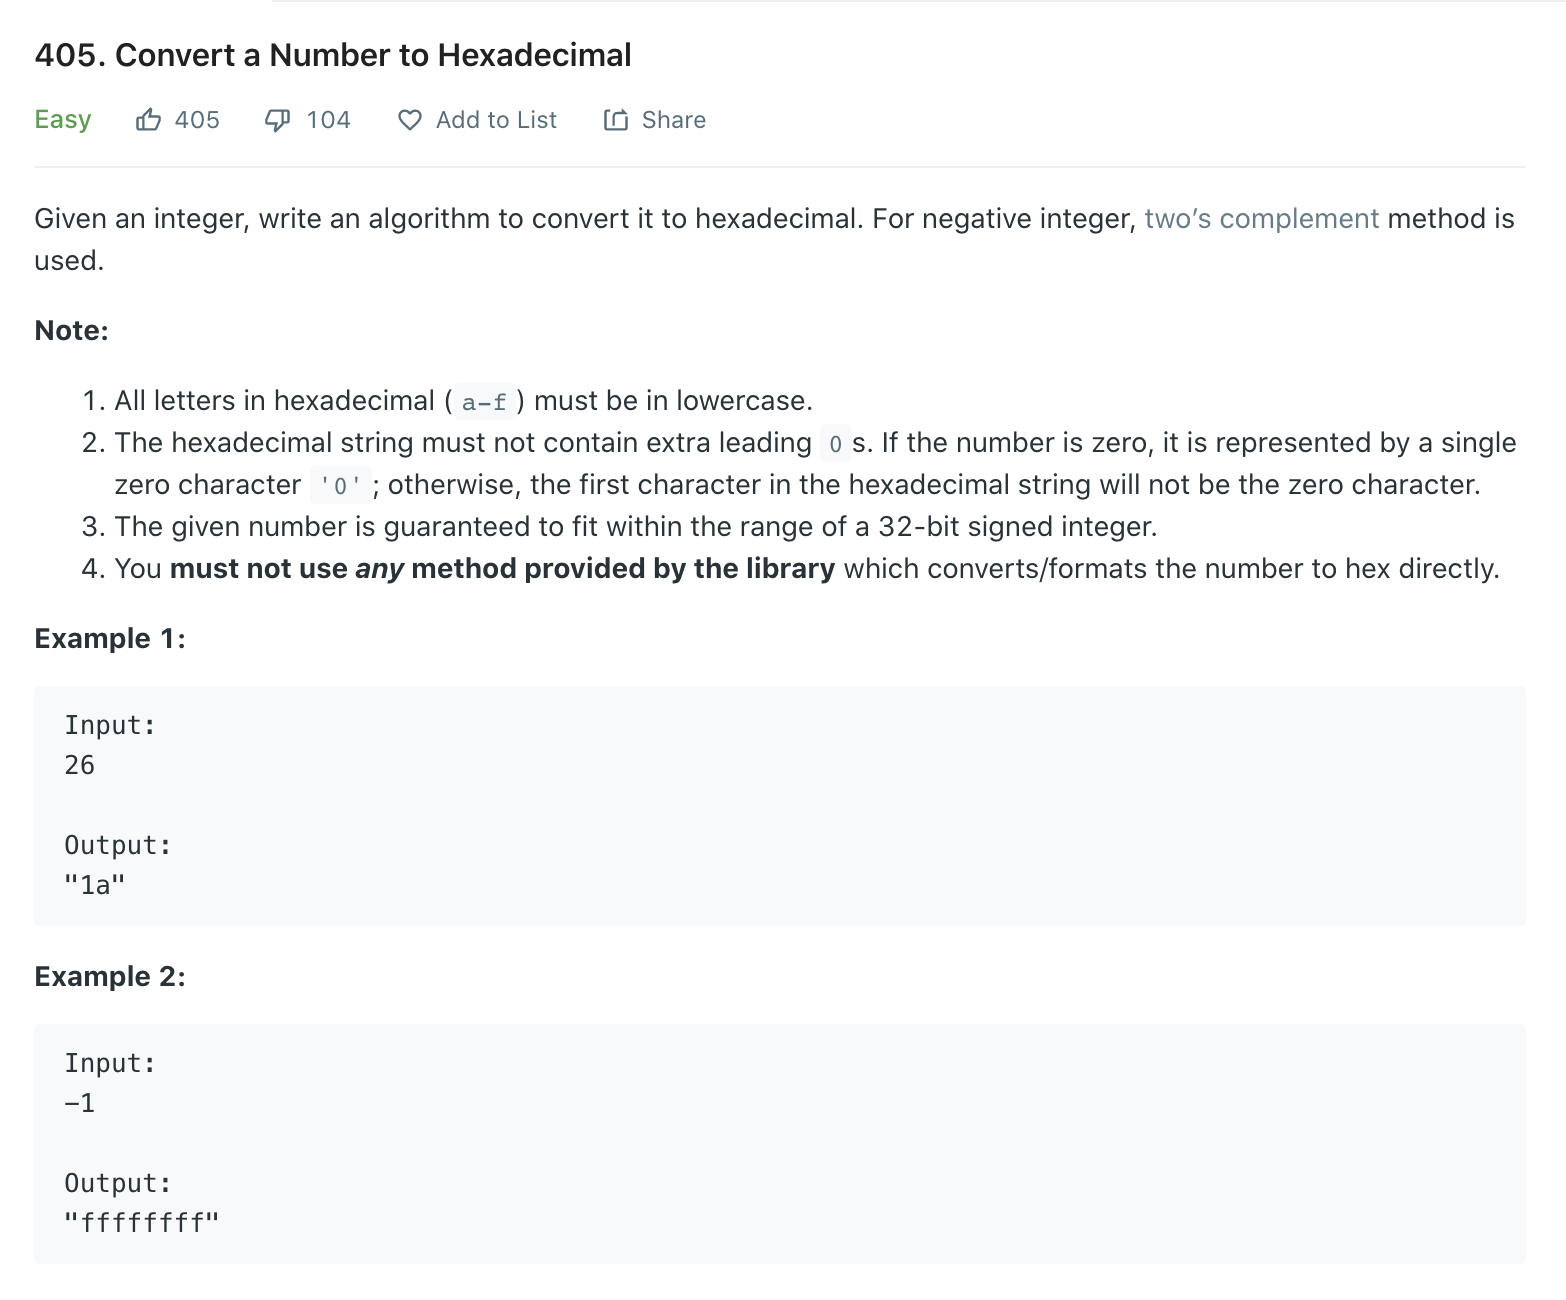 405. Convert a Number to Hexadecimal
Easy 405 104 Add to List Share
Given an integer, write an algorithm to convert it to hexadecimal. For negative integer, two’s complement method is
used.
Note:
1. All letters in hexadecimal (a-f) must be in lowercase.
2. The hexadecimal string must not contain extra leading 0s. If the number is zero, it is represented by a single
zero character '0'; otherwise, the first character in the hexadecimal string will not be the zero character.
3. The given number is guaranteed to fit within the range of a 32-bit signed integer.
4. You must not use any method provided by the library which converts/formats the number to hex directly.
Example 1:
Input:
26
Output:
"1a"
Example 2:
Input:
-1
Output:
"ffffffff"